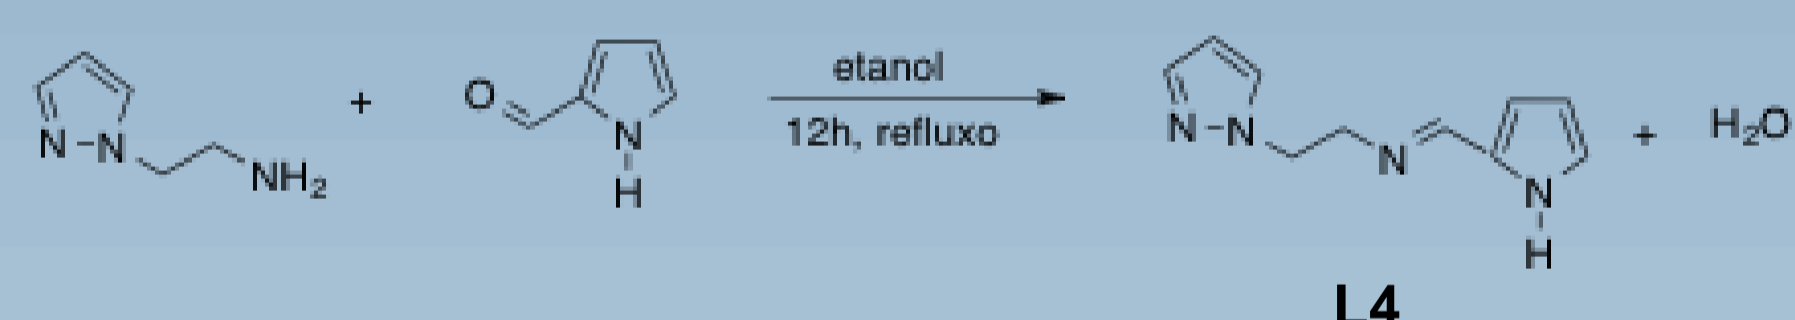 N-N NH₂ + O N H etanol N-N N N H + H₂O
12h, refluxo
L4